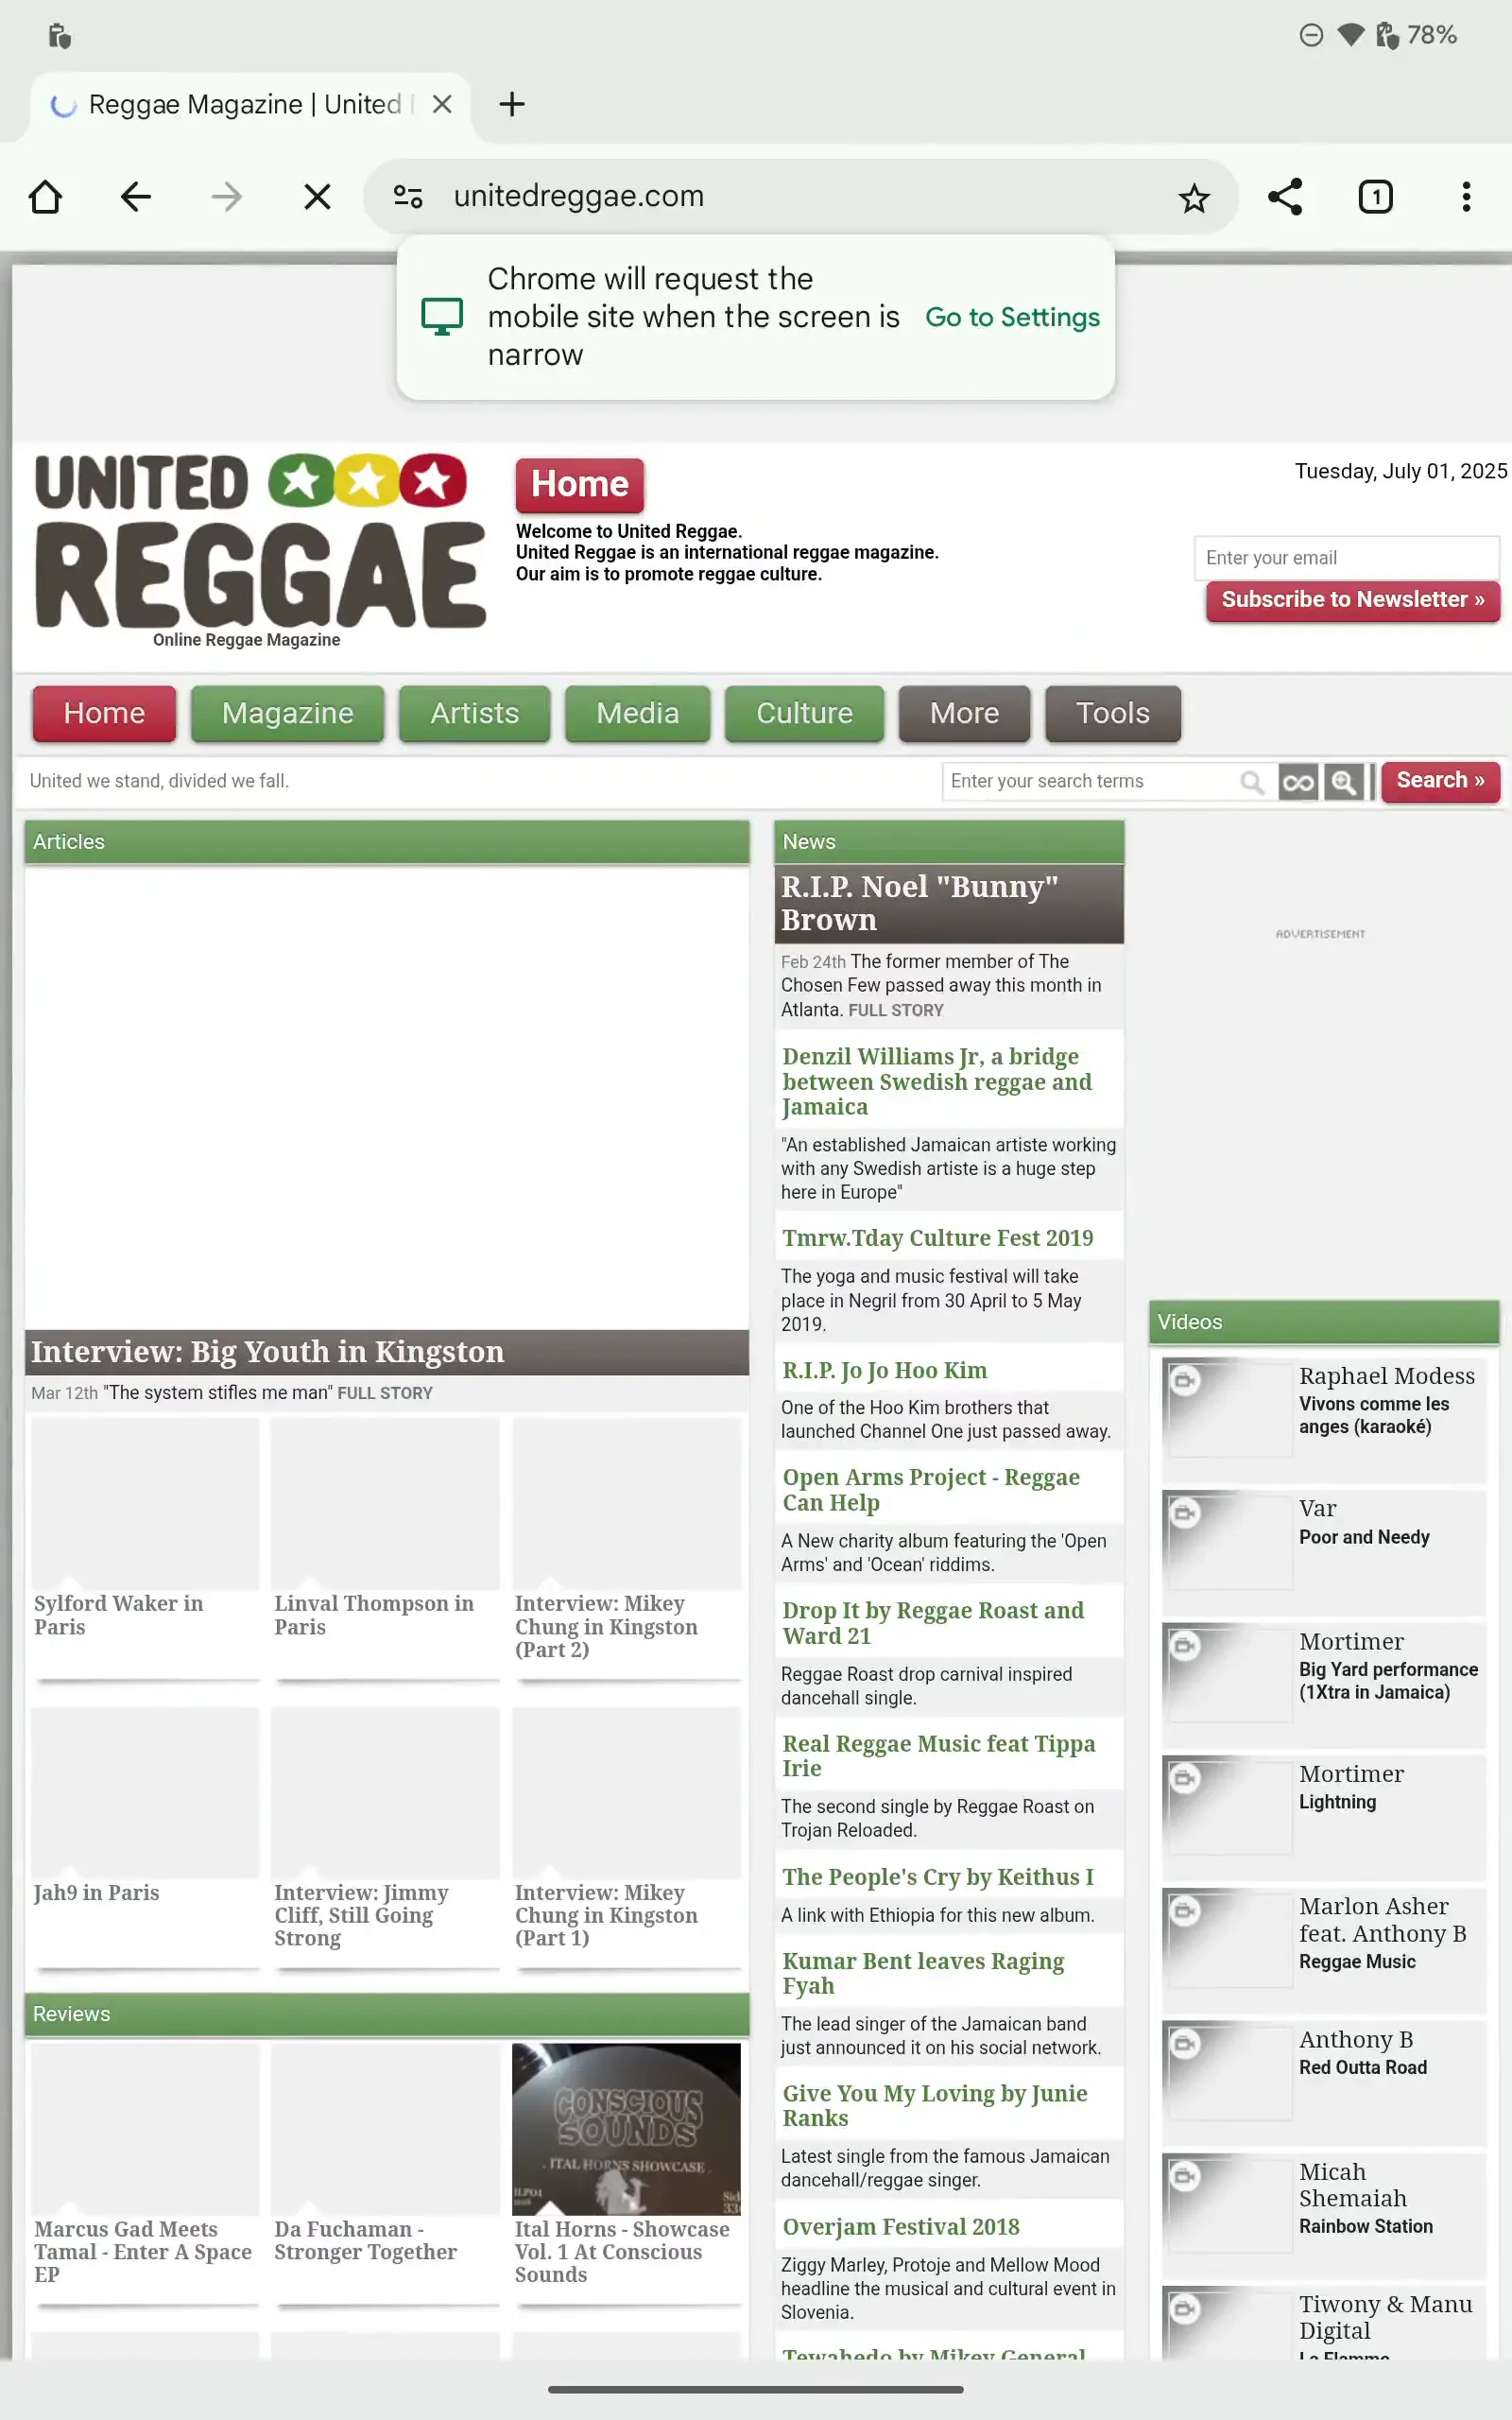 78%
Reggae Magazine | United
unitedreggae.com
1
Chrome will request the
mobile site when the screen is
narrow
Go to Settings
UNITED
REGGAE
Online Reggae Magazine
Home
Welcome to United Reggae.
United Reggae is an international reggae magazine.
Our aim is to promote reggae culture.
Tuesday, July 01, 2025
Enter your email
Subscribe to Newsletter »
Home
Magazine
Artists
Media
Culture
More
Tools
United we stand, divided we fall.
Enter your search terms
Search »
Articles
Interview: Big Youth in Kingston
Mar 12th "The system stifles me man" FULL STORY
Sylford Waker in
Paris
Linval Thompson in
Paris
Interview: Mikey
Chung in Kingston
(Part 2)
Jah9 in Paris
Interview: Jimmy
Cliff, Still Going
Strong
Interview: Mikey
Chung in Kingston
(Part 1)
Reviews
CONSCIOUS
SOUNDS
ITAL HORNS SHOWCASE
Marcus Gad Meets
Tamal - Enter A Space
EP
Da Fuchaman -
Stronger Together
Ital Horns - Showcase
Vol. 1 At Conscious
Sounds
News
R.I.P. Noel "Bunny"
Brown
Feb 24th The former member of The
Chosen Few passed away this month in
Atlanta. FULL STORY
Denzil Williams Jr, a bridge
between Swedish reggae and
Jamaica
"An established Jamaican artiste working
with any Swedish artiste is a huge step
here in Europe"
Tmrw.Tday Culture Fest 2019
The yoga and music festival will take
place in Negril from 30 April to 5 May
2019.
R.I.P. Jo Jo Hoo Kim
One of the Hoo Kim brothers that
launched Channel One just passed away.
Open Arms Project - Reggae
Can Help
A New charity album featuring the 'Open
Arms' and 'Ocean' riddims.
Drop It by Reggae Roast and
Ward 21
Reggae Roast drop carnival inspired
dancehall single.
Real Reggae Music feat Tippa
Irie
The second single by Reggae Roast on
Trojan Reloaded.
The People's Cry by Keithus I
A link with Ethiopia for this new album.
Kumar Bent leaves Raging
Fyah
The lead singer of the Jamaican band
just announced it on his social network.
Give You My Loving by Junie
Ranks
Latest single from the famous Jamaican
dancehall/reggae singer.
Overjam Festival 2018
Ziggy Marley, Protoje and Mellow Mood
headline the musical and cultural event in
Slovenia.
Tewahedo by Mikey General
ADVERTISEMENT
Videos
Raphael Modess
Vivons comme les
anges (karaoké)
Var
Poor and Needy
Mortimer
Big Yard performance
(1Xtra in Jamaica)
Mortimer
Lightning
Marlon Asher
feat. Anthony B
Reggae Music
Anthony B
Red Outta Road
Micah
Shemaiah
Rainbow Station
Tiwony & Manu
Digital
La Flamme